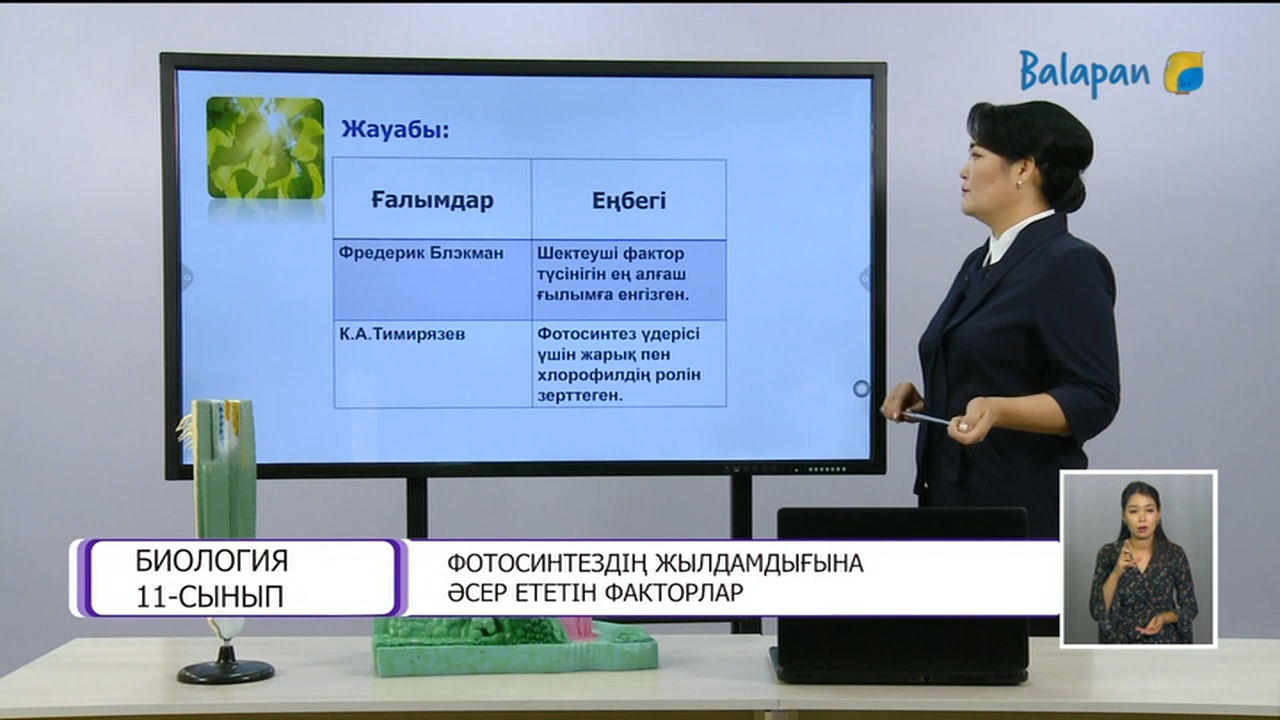 Balapan
Жауабы:
Ғалымдар
Еңбегі
Фредерик Блэкман
Шектеуші фактор
түсінігін ең алғаш
ғылымға енгізген.
К.А.Тимирязев
Фотосинтез үдерісі
үшін жарық пен
хлорофилдің ролін
зерттеген.
БИОЛОГИЯ
11-СЫНЫП
ФОТОСИНТЕЗДІҢ ЖЫЛДАМДЫҒЫНА
ӘСЕР ЕТЕТІН ФАКТОРЛАР